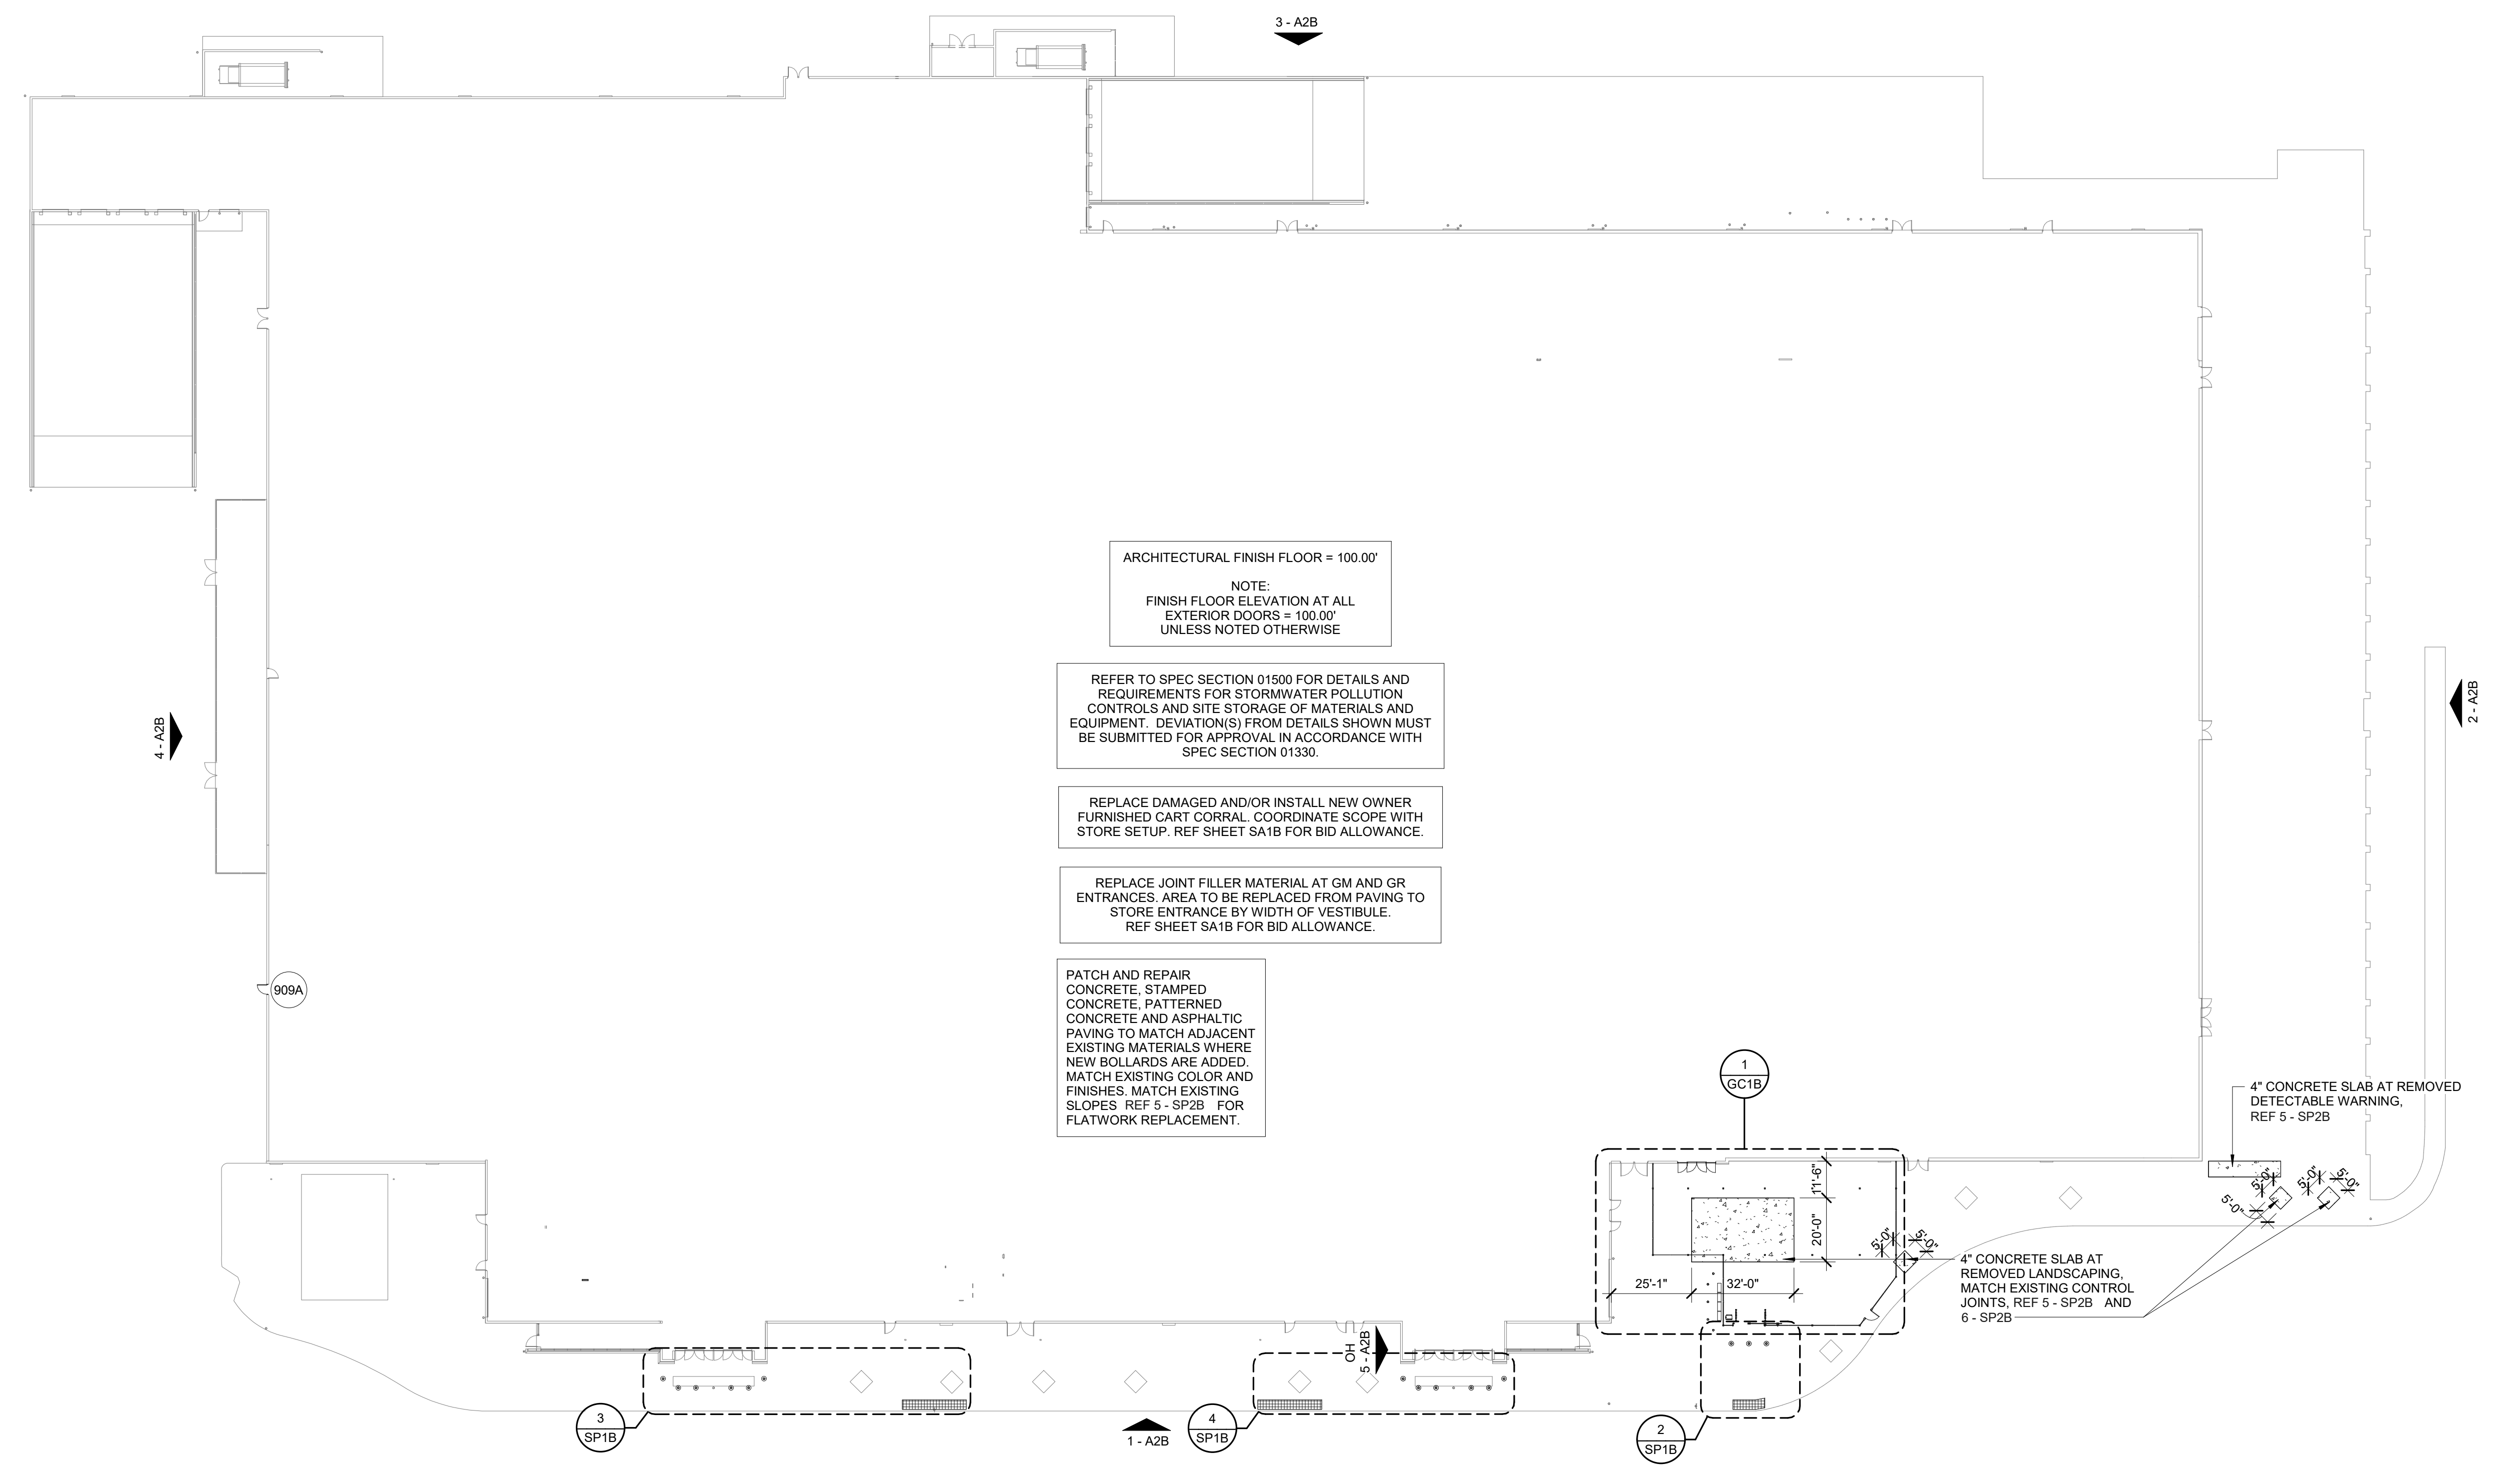 3 - A2B
ARCHITECTURAL FINISH FLOOR = 100.00'
NOTE:
FINISH FLOOR ELEVATION AT ALL
EXTERIOR DOORS = 100.00'
UNLESS NOTED OTHERWISE
REFER TO SPEC SECTION 01500 FOR DETAILS AND
REQUIREMENTS FOR STORMWATER POLLUTION
CONTROLS AND SITE STORAGE OF MATERIALS AND
EQUIPMENT. DEVIATION(S) FROM DETAILS SHOWN MUST
BE SUBMITTED FOR APPROVAL IN ACCORDANCE WITH
SPEC SECTION 01330.
4 - A2B
2 - A2B
REPLACE DAMAGED AND/OR INSTALL NEW OWNER
FURNISHED CART CORRAL. COORDINATE SCOPE WITH
STORE SETUP. REF SHEET SA1B FOR BID ALLOWANCE.
REPLACE JOINT FILLER MATERIAL AT GM AND GR
ENTRANCES. AREA TO BE REPLACED FROM PAVING TO
STORE ENTRANCE BY WIDTH OF VESTIBULE.
REF SHEET SA1B FOR BID ALLOWANCE.
909A
PATCH AND REPAIR
CONCRETE, STAMPED
CONCRETE, PATTERNED
CONCRETE AND ASPHALTIC
PAVING TO MATCH ADJACENT
EXISTING MATERIALS WHERE
NEW BOLLARDS ARE ADDED.
MATCH EXISTING COLOR AND
FINISHES. MATCH EXISTING
SLOPES REF 5 - SP2B FOR
FLATWORK REPLACEMENT.
1
GC1B
4" CONCRETE SLAB AT REMOVED
DETECTABLE WARNING,
REF 5 - SP2B
11'-6"
20'-0"
25'-1"
32'-0"
5'-0"
5'-0"
5'-0"
5'-0"
5'-0"
5'-0"
4" CONCRETE SLAB AT
REMOVED LANDSCAPING,
MATCH EXISTING CONTROL
JOINTS, REF 5 - SP2B AND
6 - SP2B
OH
5 - A2B
3
SP1B
1 - A2B
4
SP1B
2
SP1B